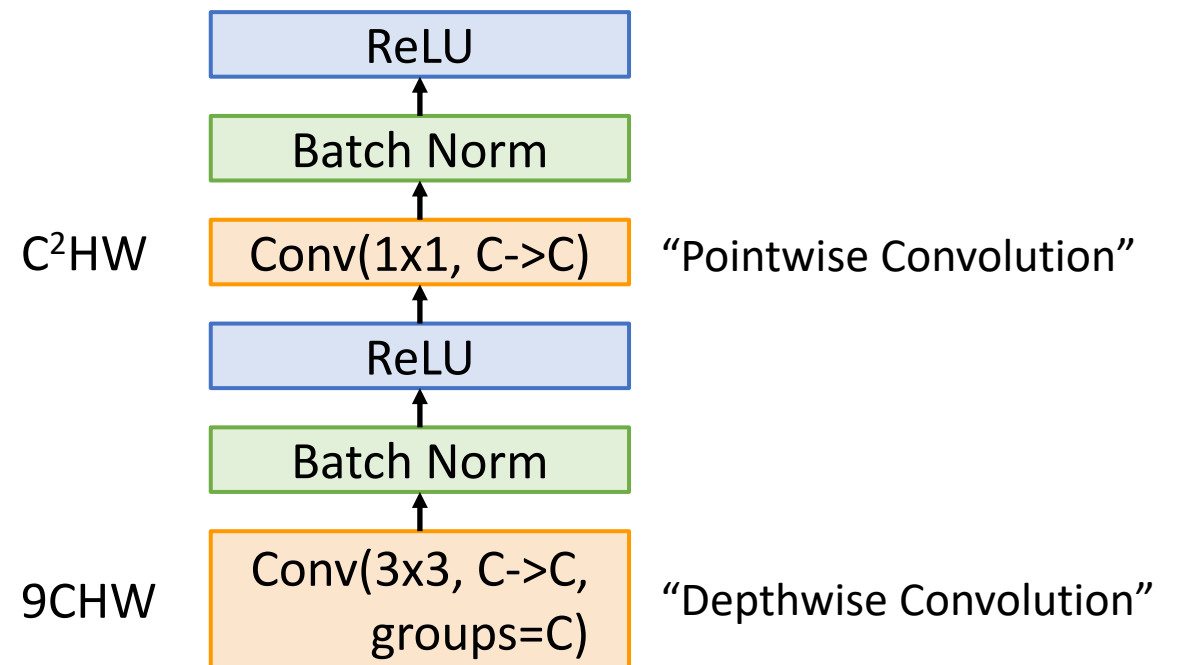 ReLU
Batch Norm
C²HW
Conv(1x1, C->C)
“Pointwise Convolution”
ReLU
Batch Norm
9CHW
Conv(3x3, C->C,
groups=C)
“Depthwise Convolution”